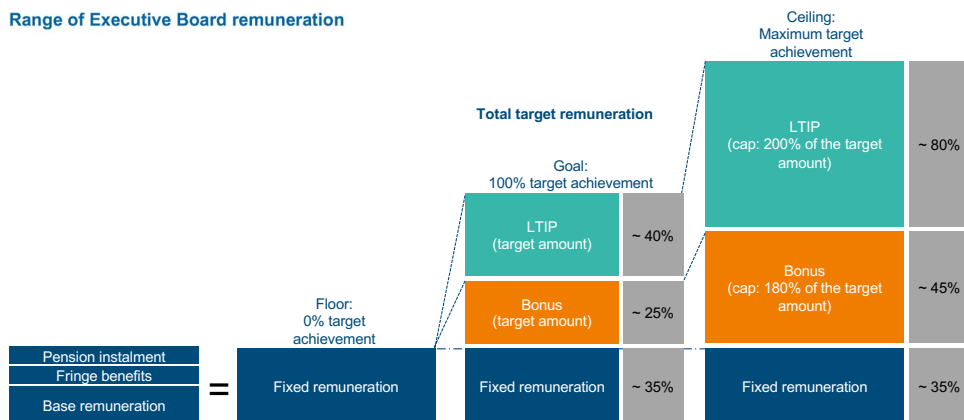 Range of Executive Board remuneration
Ceiling:
Maximum target
achievement
LTIP
(cap: 200% of the target
amount)
~ 80%
Total target remuneration
Goal:
100% target achievement
LTIP
(target amount)
~ 40%
Bonus
(cap: 180% of the target
amount)
~ 45%
Floor:
0% target
achievement
Bonus
(target amount)
~ 25%
Pension instalment
Fringe benefits
Base remuneration
=
Fixed remuneration
Fixed remuneration
~ 35%
Fixed remuneration
~ 35%